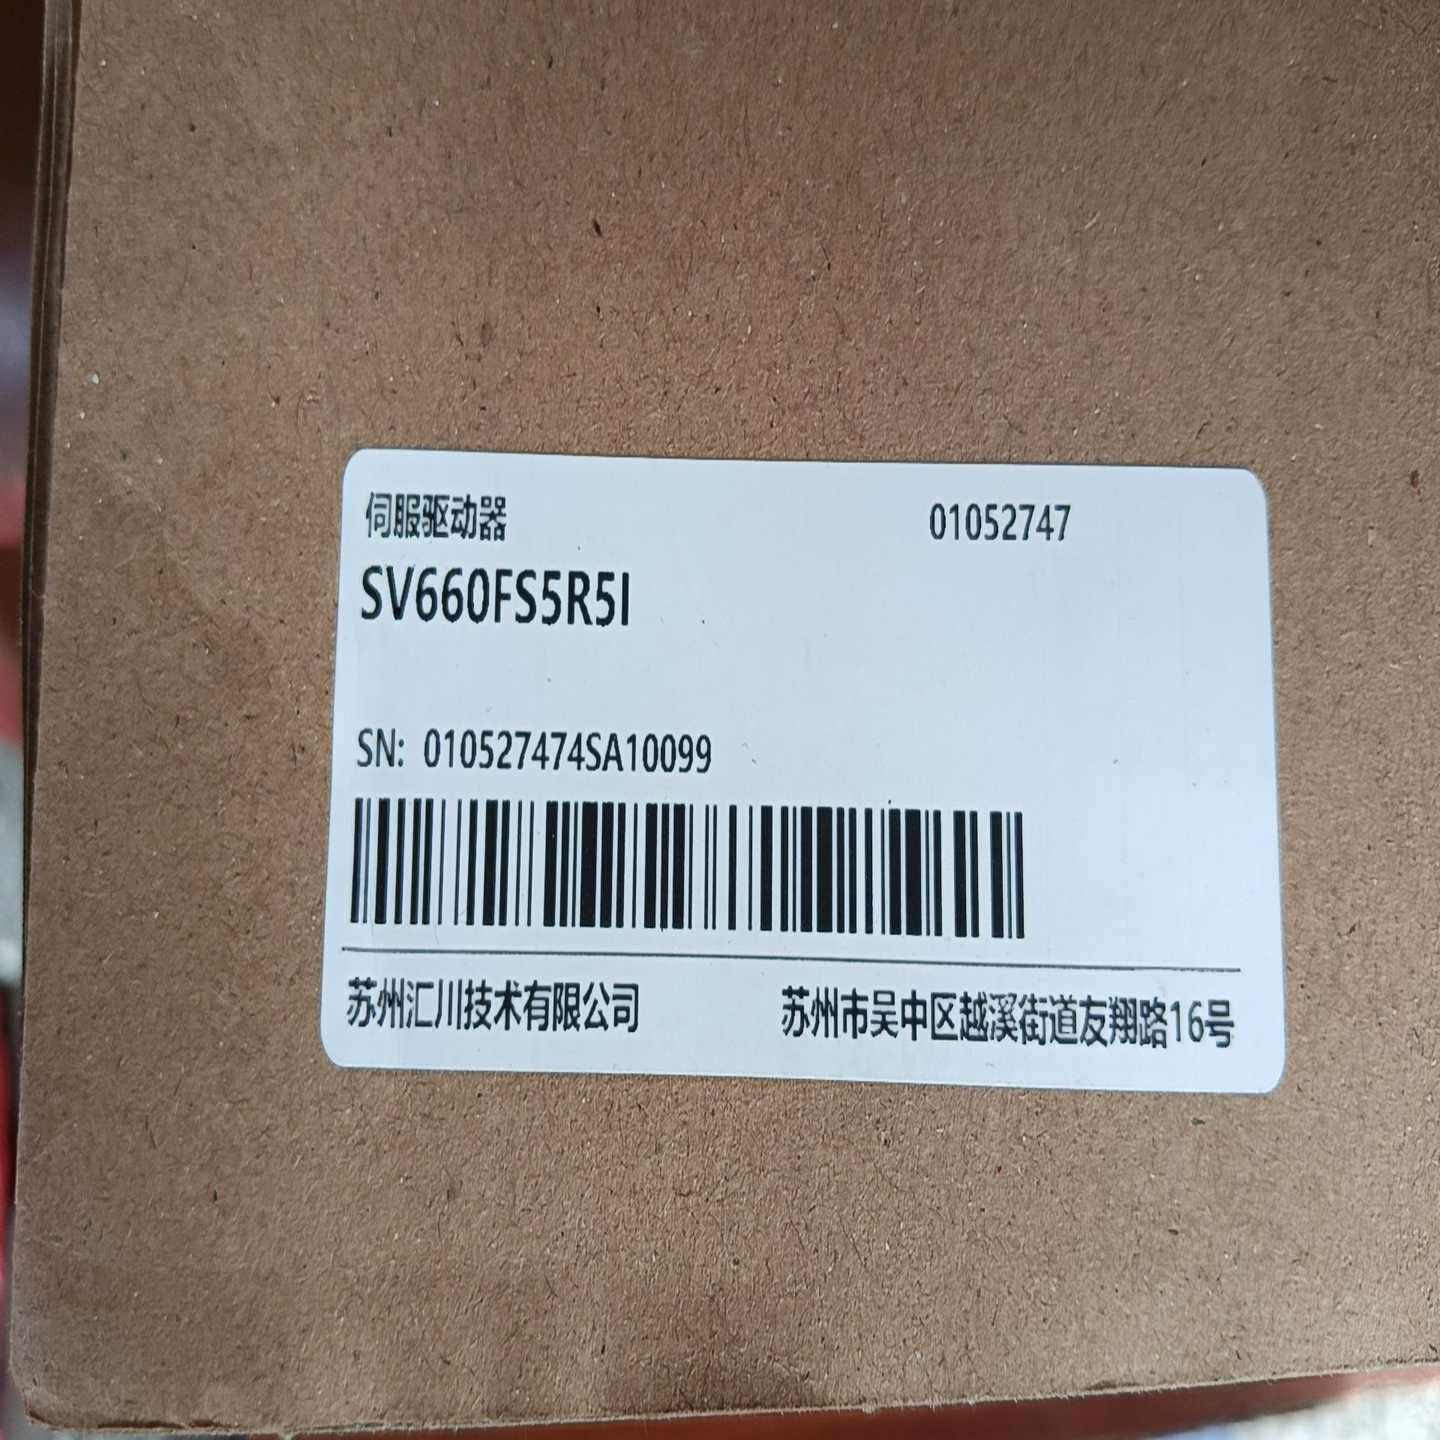 伺服驱动器 01052747
SV660FS5R5I
SN: 010527474SA10099
苏州汇川技术有限公司 苏州市吴中区越溪街道友翔路16号